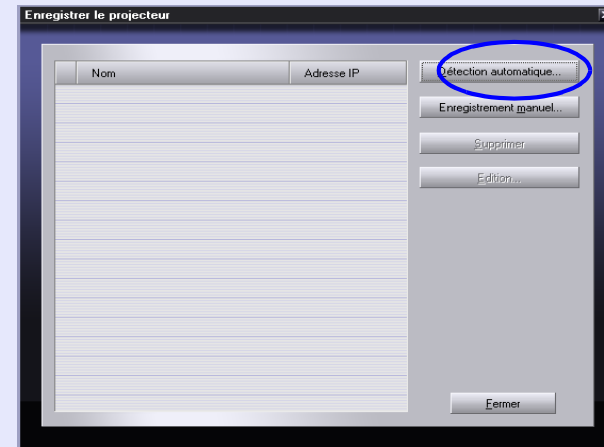 Enregistrer le projecteur
Nom Adresse IP
Détection automatique...
Enregistrement manuel...
Supprimer
Edition...
Fermer